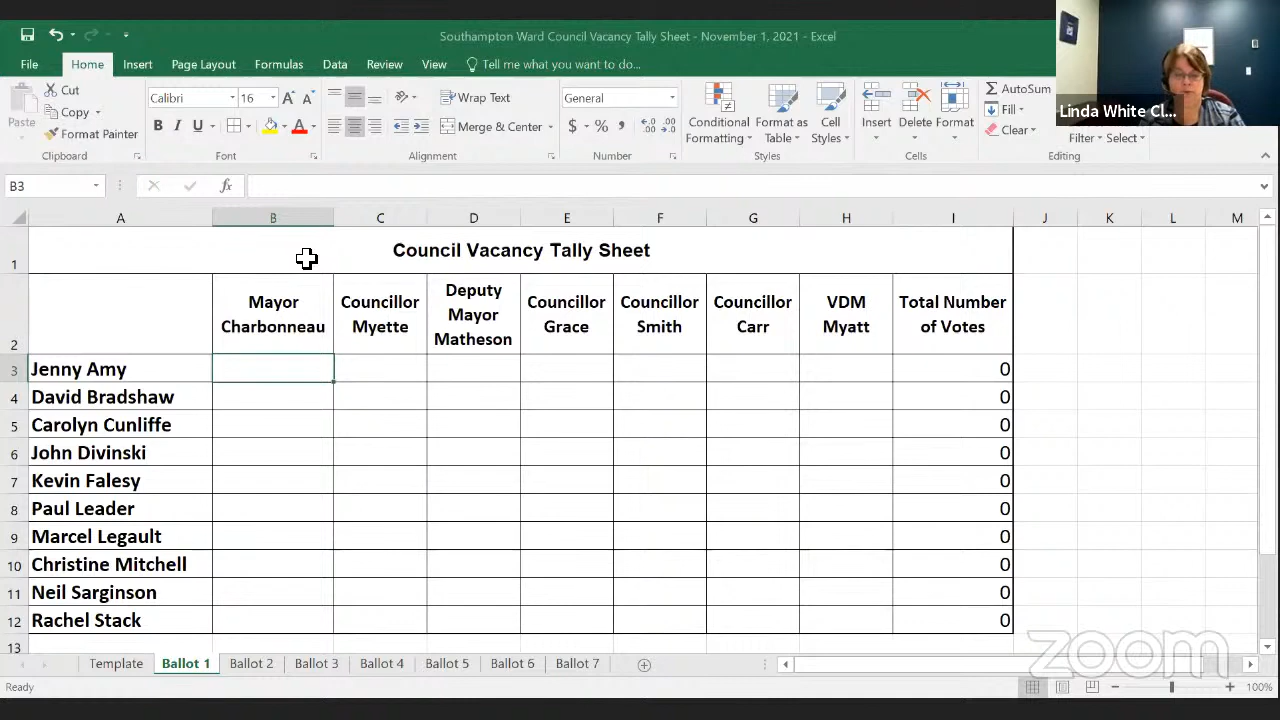 Southampton Ward Council Vacancy Tally Sheet - November 1, 2021 - Excel
File Home Insert Page Layout Formulas Data Review View Tell me what you want to do...
Linda White Cl...
Paste Cut Copy Format Painter Clipboard
Calibri 16 A A B I U A Font
Wrap Text Merge & Center Alignment
General $ % , Number
Conditional Formatting Format as Table Cell Styles Styles
Insert Delete Format Cells
AutoSum Fill Clear Filter Select Editing
B3 fx
A B C D E F G H I J K L M
1 Council Vacancy Tally Sheet
2 Mayor Charbonneau Councillor Myette Deputy Mayor Matheson Councillor Grace Councillor Smith Councillor Carr VDM Myatt Total Number of Votes
3 Jenny Amy 0
4 David Bradshaw 0
5 Carolyn Cunliffe 0
6 John Divinski 0
7 Kevin Falesy 0
8 Paul Leader 0
9 Marcel Legault 0
10 Christine Mitchell 0
11 Neil Sarginson 0
12 Rachel Stack 0
13
Template Ballot 1 Ballot 2 Ballot 3 Ballot 4 Ballot 5 Ballot 6 Ballot 7
zoom
Ready 100%